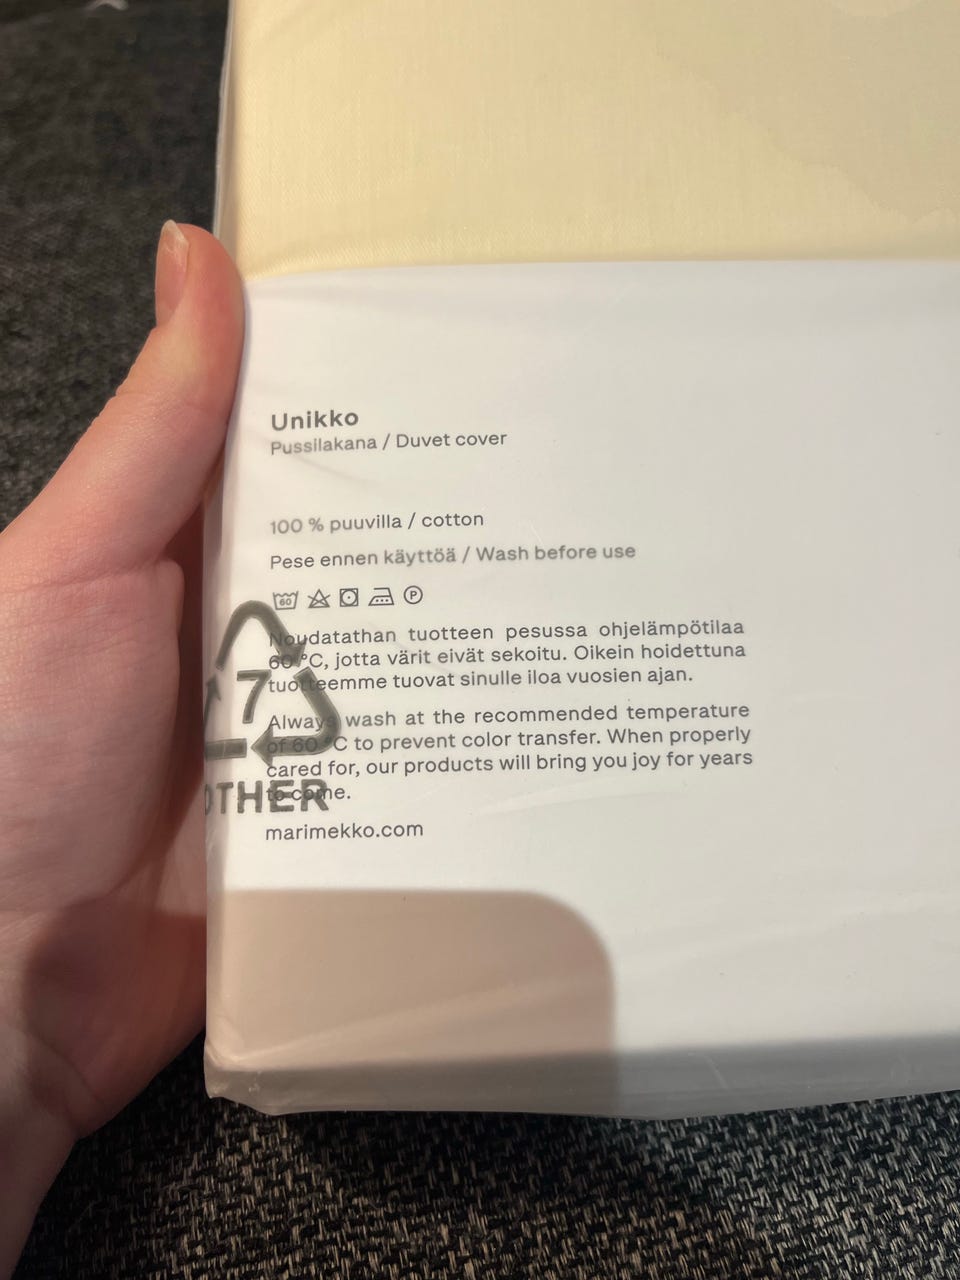 Unikko
Pussilakana / Duvet cover
100 % puuvilla / cotton
Pese ennen käyttöä / Wash before use
60 P
Noudatathan tuotteen pesussa ohjelämpötilaa
60 °C, jotta värit eivät sekoitu. Oikein hoidettuna
tuotteemme tuovat sinulle iloa vuosien ajan.
7
Always wash at the recommended temperature
of 60 °C to prevent color transfer. When properly
cared for, our products will bring you joy for years
to come.
OTHER
marimekko.com